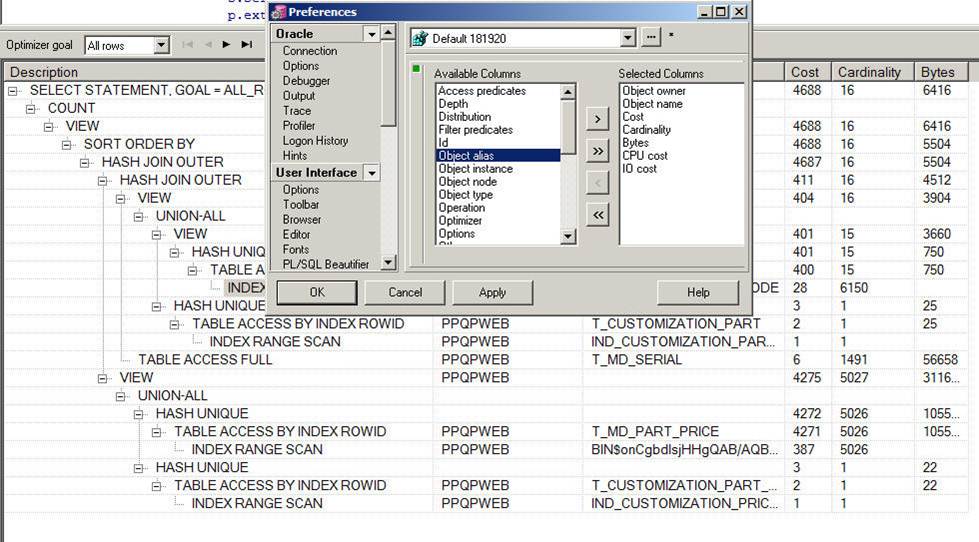 p.ext
Preferences
Optimizer goal All rows
Oracle
Connection
Options
Debugger
Output
Trace
Profiler
Logon History
Hints
User Interface
Options
Toolbar
Browser
Editor
Fonts
PL/SQL Beautifier
Default 181920
... *
Available Columns
Access predicates
Depth
Distribution
Filter predicates
Id
Object alias
Object instance
Object node
Object type
Operation
Optimizer
Options
>
>>
<
<<
Selected Columns
Object owner
Object name
Cost
Cardinality
Bytes
CPU cost
IO cost
OK Cancel Apply Help
Description Cost Cardinality Bytes
SELECT STATEMENT, GOAL = ALL_R 4688 16 6416
COUNT
VIEW 4688 16 6416
SORT ORDER BY 4688 16 5504
HASH JOIN OUTER 4687 16 5504
HASH JOIN OUTER 411 16 4512
VIEW 404 16 3904
UNION-ALL
VIEW 401 15 3660
HASH UNIQ 401 15 750
TABLE A 400 15 750
INDEX ODE 28 6150
HASH UNIQUE 3 1 25
TABLE ACCESS BY INDEX ROWID PPQPWEB T_CUSTOMIZATION_PART 2 1 25
INDEX RANGE SCAN PPQPWEB IND_CUSTOMIZATION_PAR... 1 1
TABLE ACCESS FULL PPQPWEB T_MD_SERIAL 6 1491 56658
VIEW PPQPWEB 4275 5027 3116...
UNION-ALL
HASH UNIQUE 4272 5026 1055...
TABLE ACCESS BY INDEX ROWID PPQPWEB T_MD_PART_PRICE 4271 5026 1055...
INDEX RANGE SCAN PPQPWEB 387 5026
HASH UNIQUE 3 1 22
TABLE ACCESS BY INDEX ROWID PPQPWEB T_CUSTOMIZATION_PART_... 2 1 22
INDEX RANGE SCAN PPQPWEB IND_CUSTOMIZATION_PRIC... 1 1